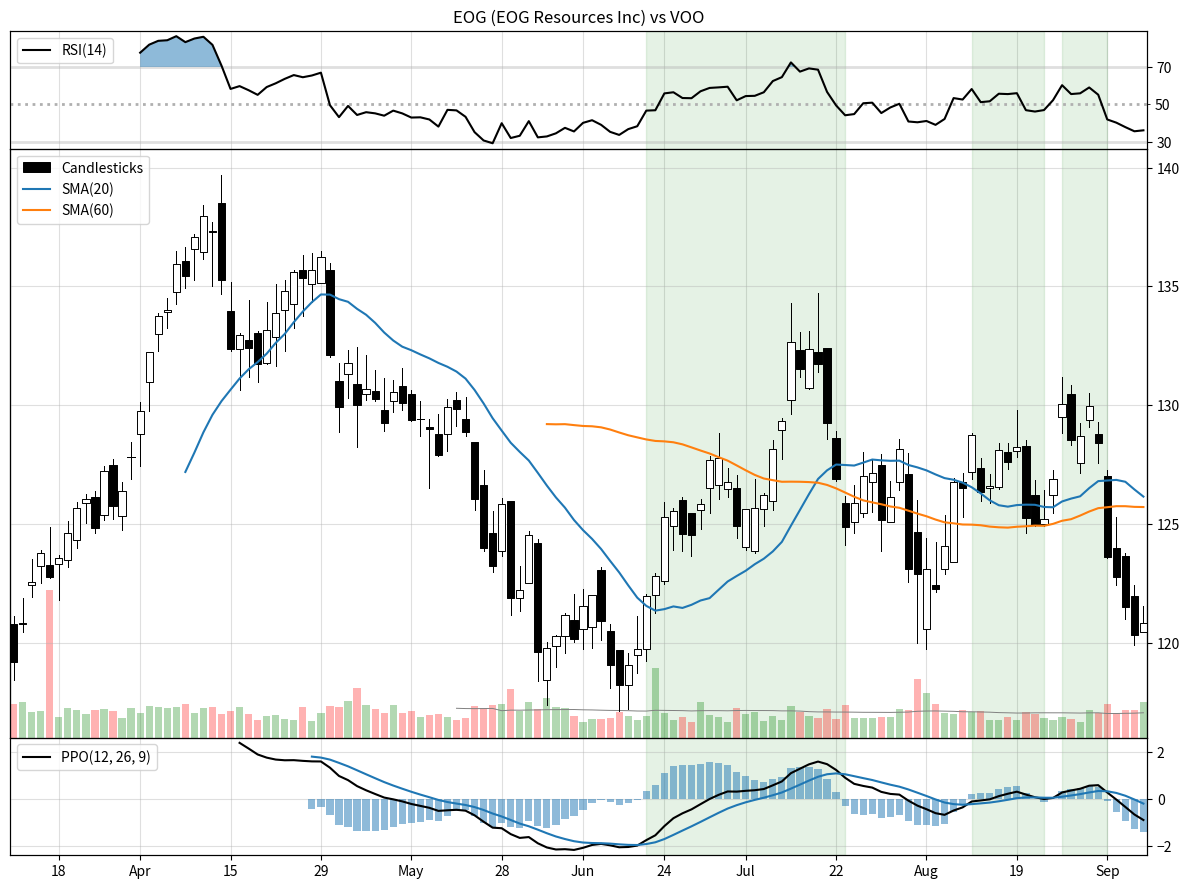 EOG (EOG Resources Inc) vs VOO
RSI(14)
70
50
30
Candlesticks
SMA(20)
SMA(60)
140
135
130
125
120
PPO(12, 26, 9)
2
0
−2
18 Apr 15 29 May 28 Jun 24 Jul 22 Aug 19 Sep